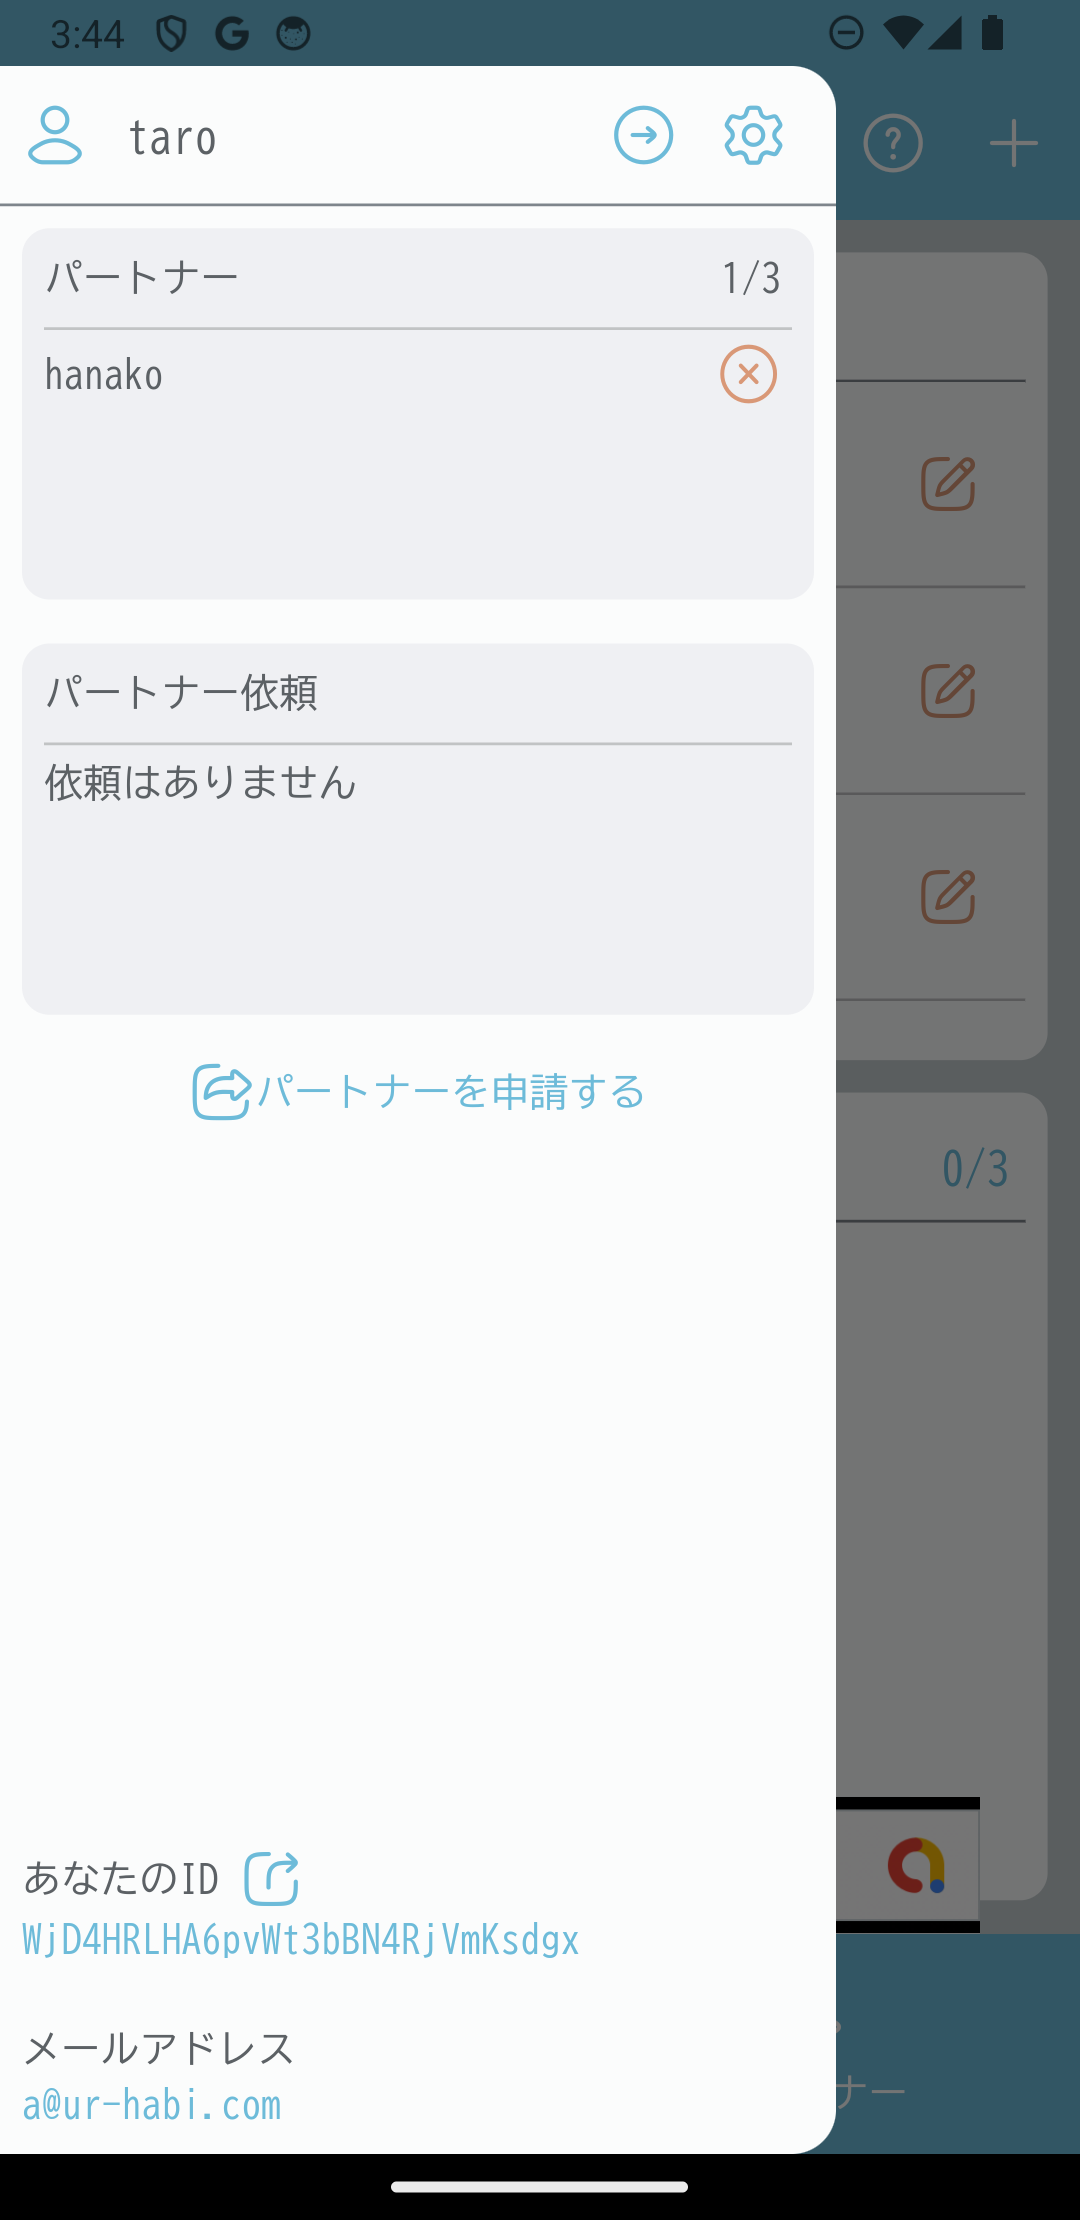 3:44
taro
パートナー 1/3
hanako
パートナー依頼
依頼はありません
パートナーを申請する
0/3
あなたのID
WjD4HRLHA6pvWt3bBN4RjVmKsdgx
メールアドレス
a@ur-habi.com
ナー